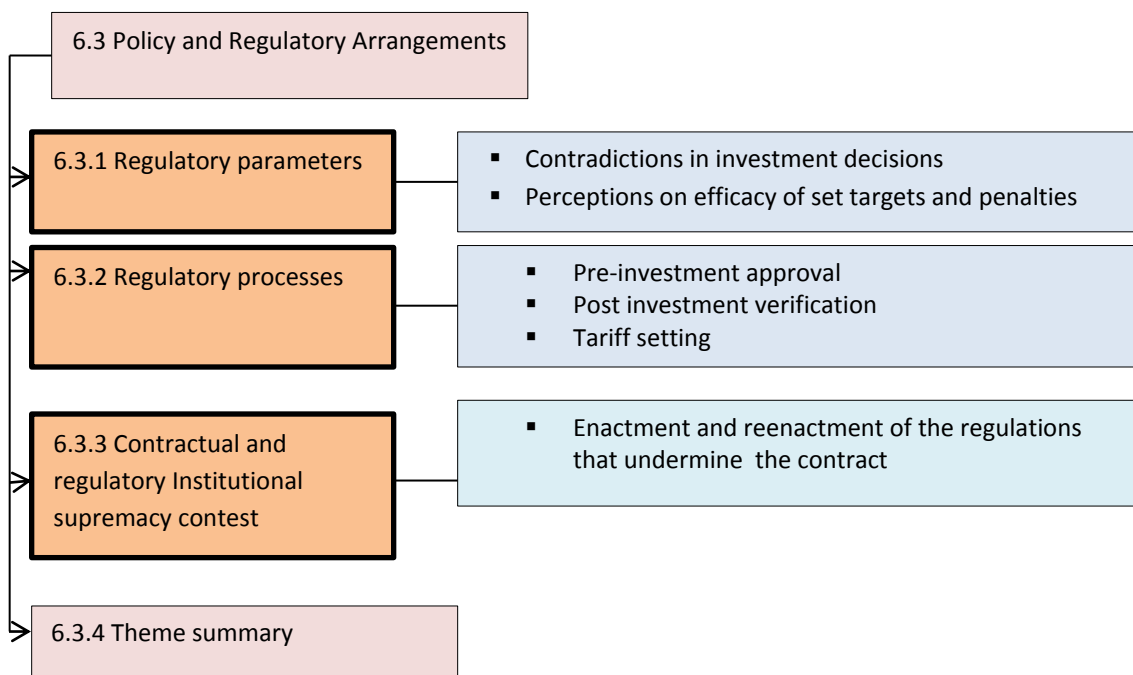 6.3 Policy and Regulatory Arrangements
6.3.1 Regulatory parameters
▪ Contradictions in investment decisions
▪ Perceptions on efficacy of set targets and penalties
6.3.2 Regulatory processes
▪ Pre-investment approval
▪ Post investment verification
▪ Tariff setting
6.3.3 Contractual and
regulatory Institutional
supremacy contest
▪ Enactment and reenactment of the regulations
that undermine the contract
6.3.4 Theme summary